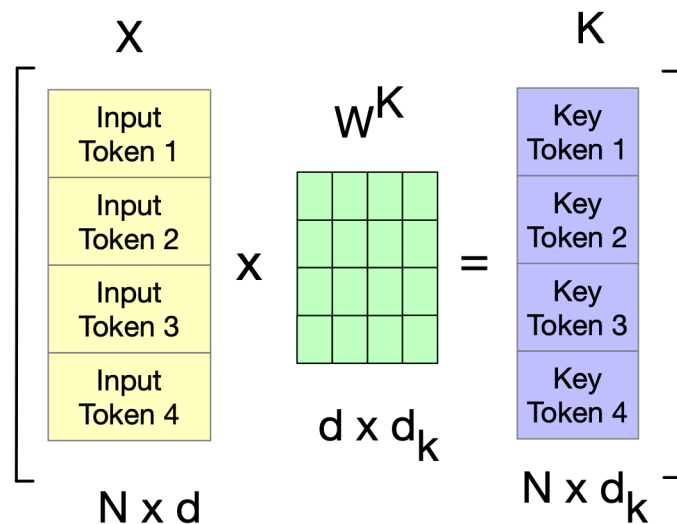 X
K
W^K
Input
Token 1
Input
Token 2
Input
Token 3
Input
Token 4
x
=
Key
Token 1
Key
Token 2
Key
Token 3
Key
Token 4
d x d_k
N x d
N x d_k